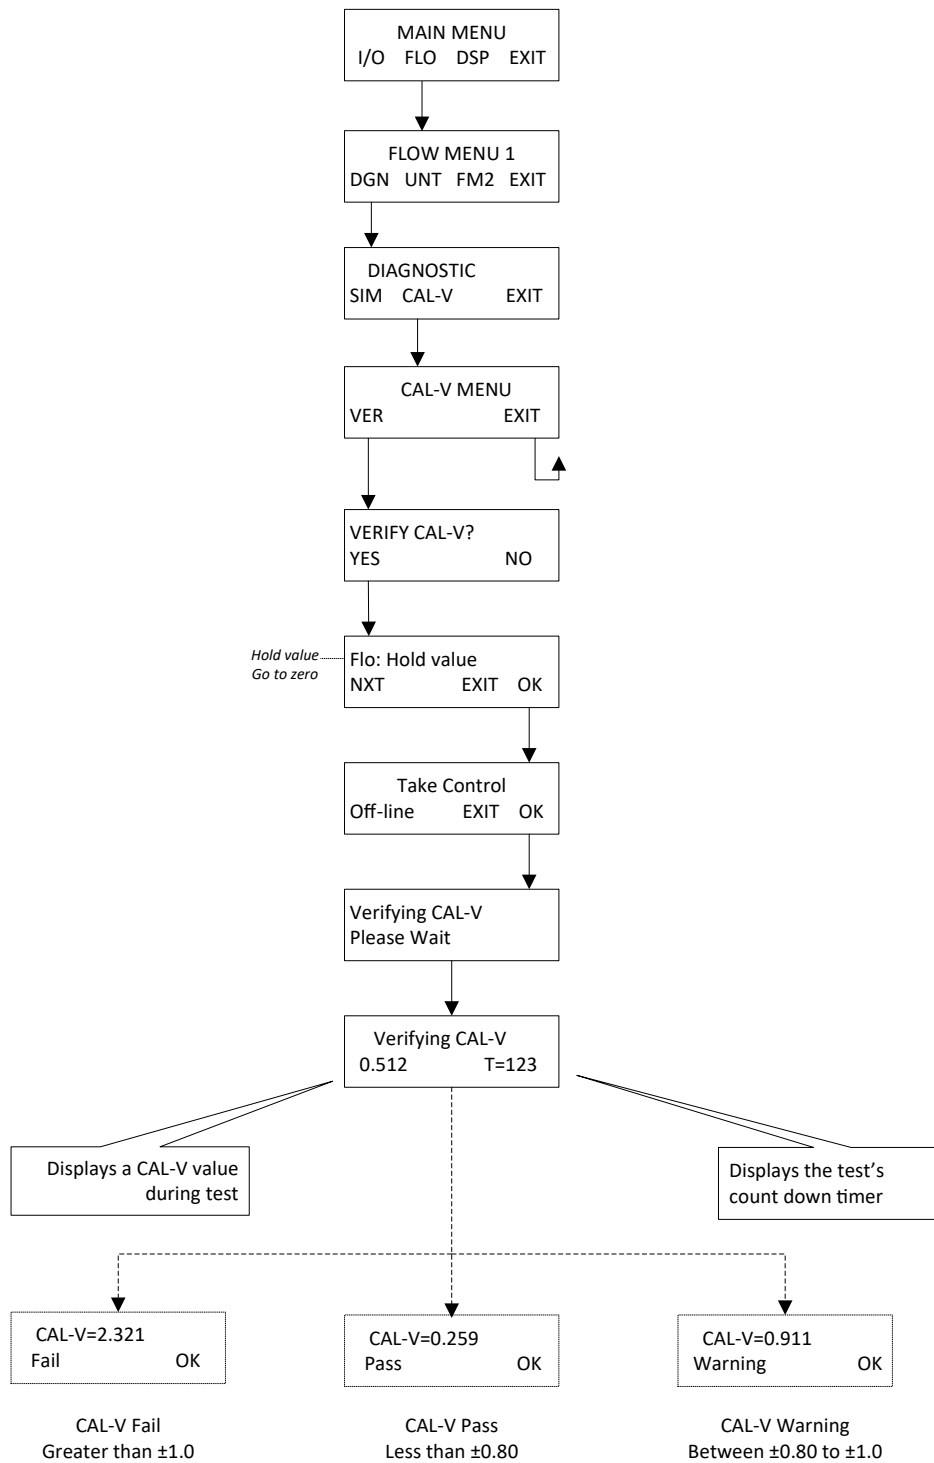 MAIN MENU
I/O FLO DSP EXIT
FLOW MENU 1
DGN UNT FM2 EXIT
DIAGNOSTIC
SIM CAL-V EXIT
CAL-V MENU
VER EXIT
VERIFY CAL-V?
YES NO
Hold value
Go to zero
Flo: Hold value
NXT EXIT OK
Take Control
Off-line EXIT OK
Verifying CAL-V
Please Wait
Verifying CAL-V
0.512 T=123
Displays a CAL-V value
during test
Displays the test's
count down timer
CAL-V=2.321
Fail OK
CAL-V Fail
Greater than ±1.0
CAL-V=0.259
Pass OK
CAL-V Pass
Less than ±0.80
CAL-V=0.911
Warning OK
CAL-V Warning
Between ±0.80 to ±1.0